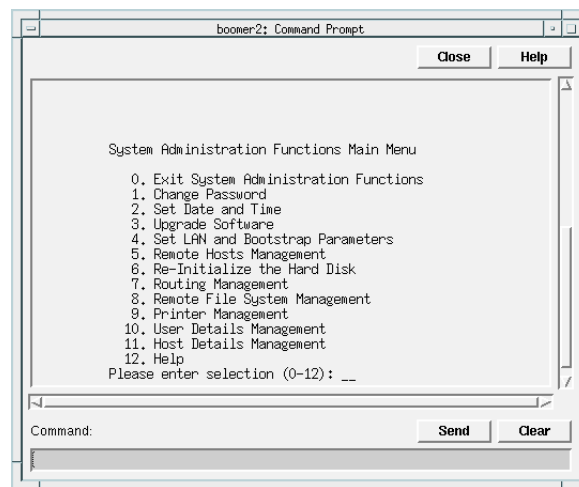 boomer2: Command Prompt
Close Help
System Administration Functions Main Menu
0. Exit System Administration Functions
1. Change Password
2. Set Date and Time
3. Upgrade Software
4. Set LAN and Bootstrap Parameters
5. Remote Hosts Management
6. Re-Initialize the Hard Disk
7. Routing Management
8. Remote File System Management
9. Printer Management
10. User Details Management
11. Host Details Management
12. Help
Please enter selection (0-12): __
Command:
Send Clear